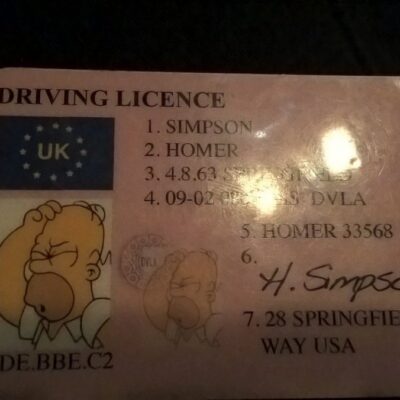 DRIVING LICENCE
UK
1. SIMPSON
2. HOMER
3. 4.8.63
4. 09-02 DVLA
5. HOMER 33568
6.
H. Simpso
DVLA
7. 28 SPRINGFIE
WAY USA
DE.BBE.C2